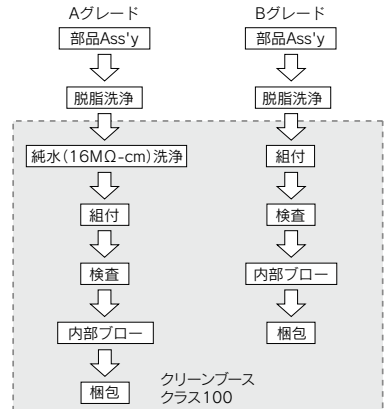 Aグレード
部品Ass'y
脱脂洗浄
純水(16MΩ-cm)洗浄
組付
検査
内部ブロー
梱包
Bグレード
部品Ass'y
脱脂洗浄
組付
検査
内部ブロー
梱包
クリーンブース
クラス100